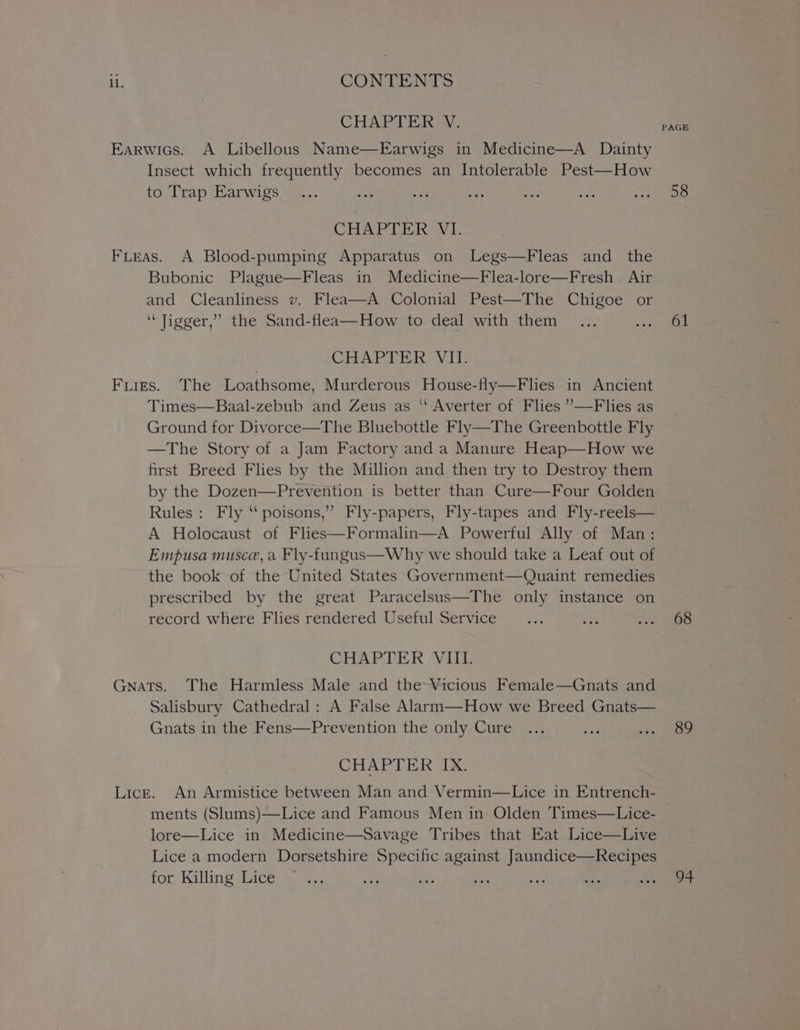 ii. CONTENTS
CHAPTER V.
PAGE
EARWIGS. A Libellous Name—Earwigs in Medicine—A Dainty
Insect which frequently becomes an Intolerable Pest—How
to Trap Earwigs ... ... ... ... ... ... ... 58
CHAPTER VI.
FLEAS. A Blood-pumping Apparatus on Legs—Fleas and the
Bubonic Plague—Fleas in Medicine—Flea-lore—Fresh Air
and Cleanliness v. Flea—A Colonial Pest—The Chigoe or
“Jigger,” the Sand-flea—How to deal with them ... ... 61
CHAPTER VII.
FLIES. The Loathsome, Murderous House-fly—Flies in Ancient
Times—Baal-zebub and Zeus as “Averter of Flies”—Flies as
Ground for Divorce—The Bluebottle Fly—The Greenbottle Fly
—The Story of a Jam Factory and a Manure Heap—How we
first Breed Flies by the Million and then try to Destroy them
by the Dozen—Prevention is better than Cure—Four Golden
Rules: Fly “poisons,” Fly-papers, Fly-tapes and Fly-reels—
A Holocaust of Flies—Formalin—A Powerful Ally of Man:
Empusa muscæ, a Fly-fungus—Why we should take a Leaf out of
the book of the United States Government—Quaint remedies
prescribed by the great Paracelsus—The only instance on
record where Flies rendered Useful Service ... ... ... 68
CHAPTER VIII.
GNATS. The Harmless Male and the Vicious Female—Gnats and
Salisbury Cathedral: A False Alarm—How we Breed Gnats—
Gnats in the Fens—Prevention the only Cure ... ... ... 89
CHAPTER IX.
LICE. An Armistice between Man and Vermin—Lice in Entrench-
ments (Slums)—Lice and Famous Men in Olden Times—Lice-
lore—Lice in Medicine—Savage Tribes that Eat Lice—Live
Lice a modern Dorsetshire Specific against Jaundice—Recipes
for Killing Lice ... ... ... ... ... ... ... 94